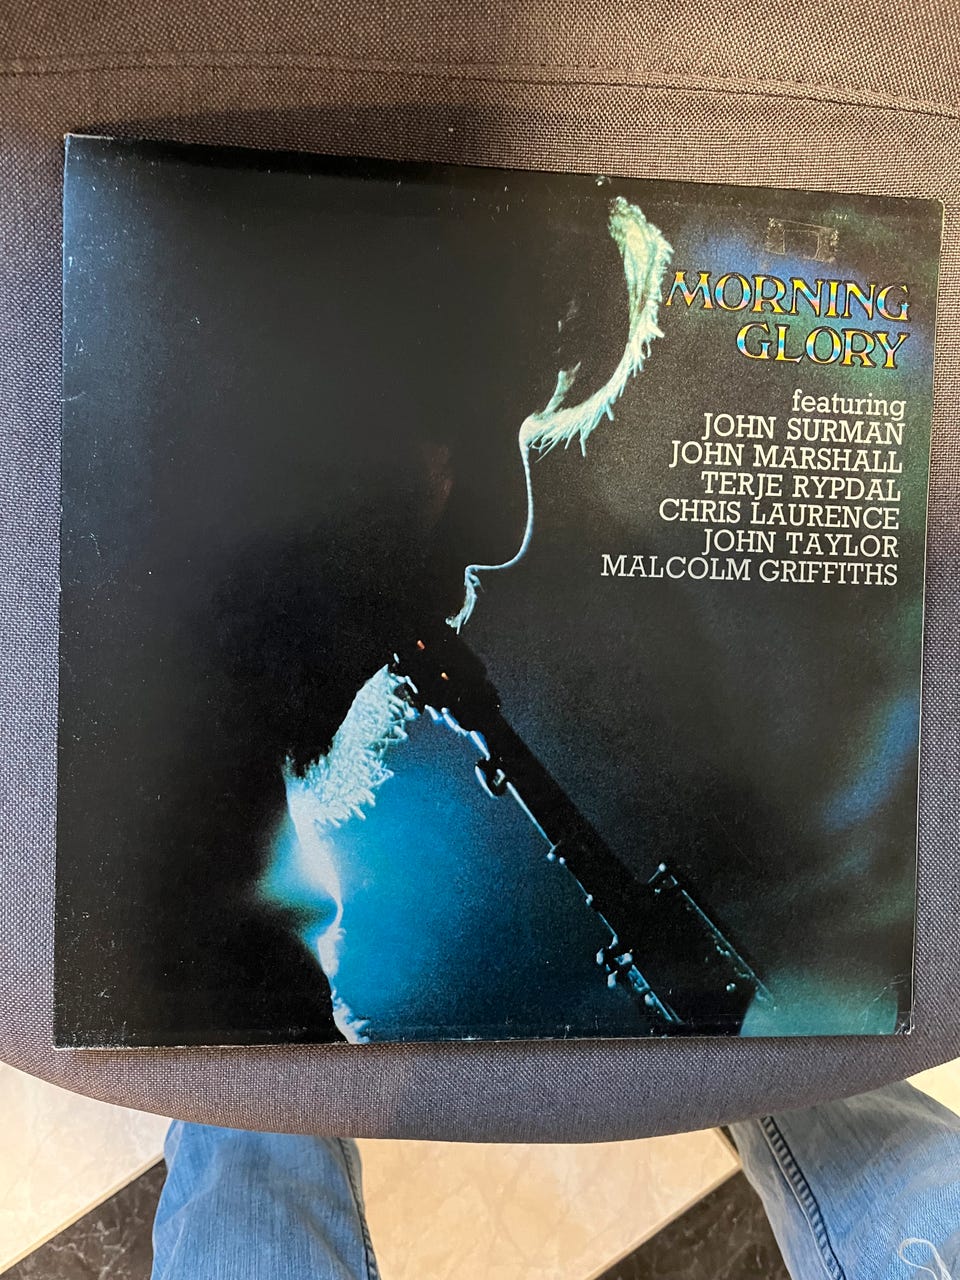 MORNING
GLORY
featuring
JOHN SURMAN
JOHN MARSHALL
TERJE RYPDAL
CHRIS LAURENCE
JOHN TAYLOR
MALCOLM GRIFFITHS